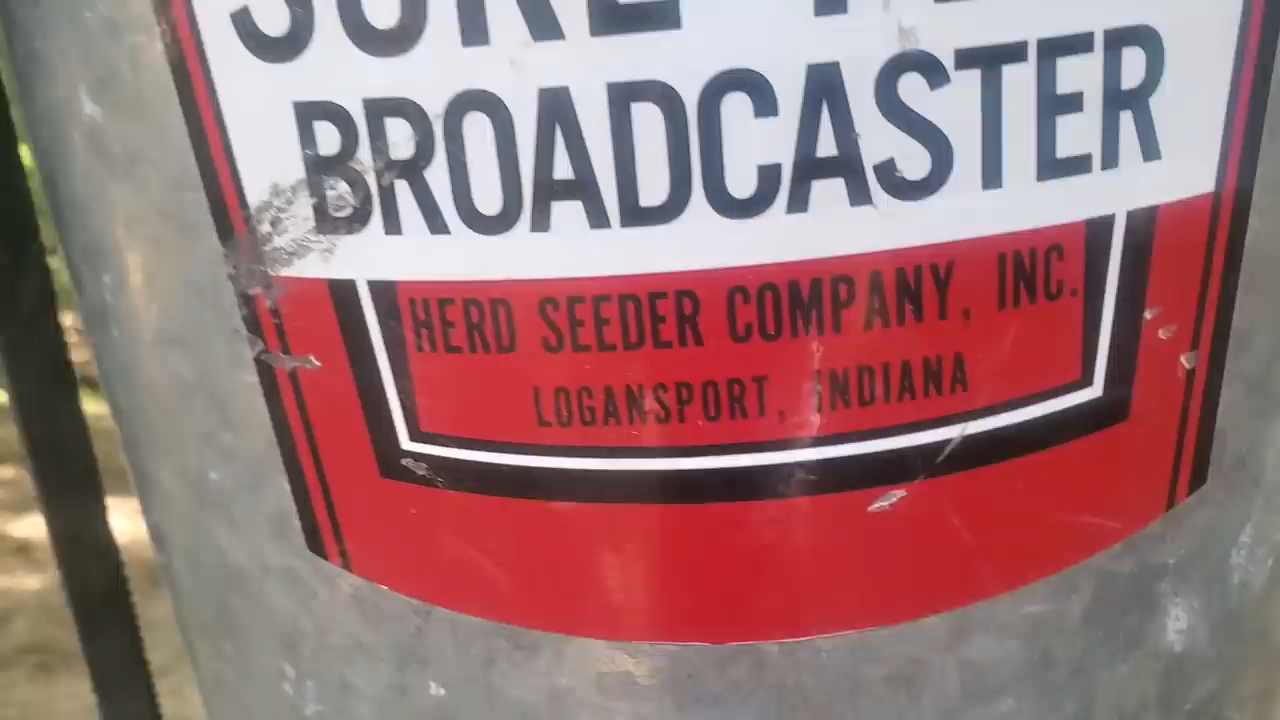 BROADCASTER
HERD SEEDER COMPANY, INC.
LOGANSPORT, INDIANA